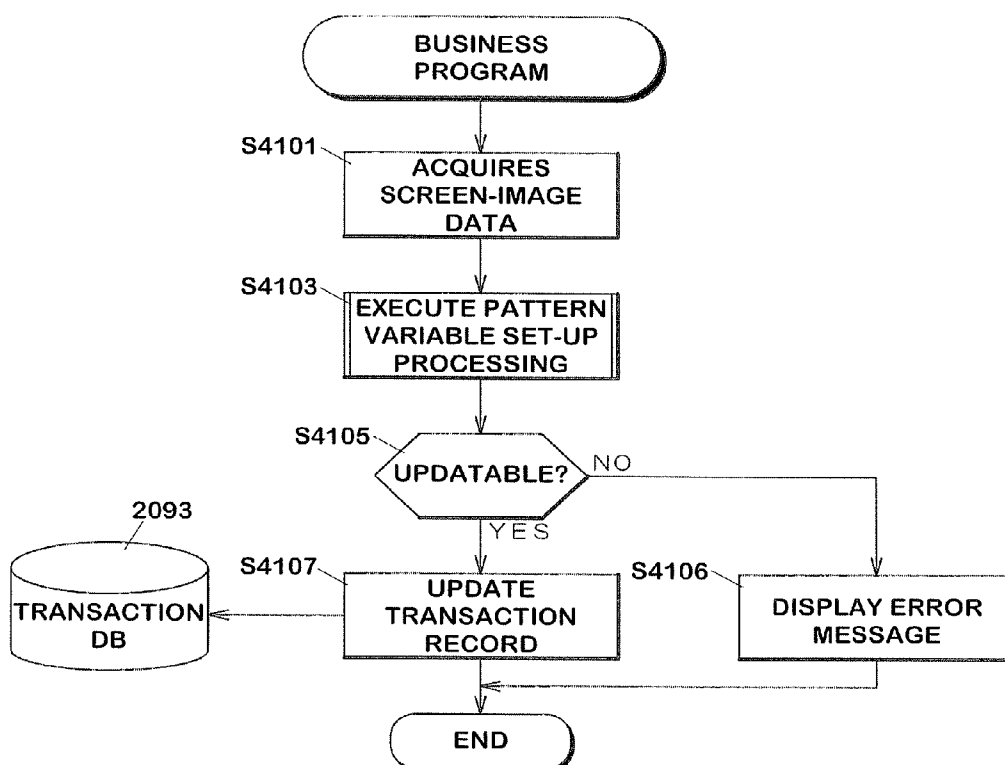 BUSINESS
PROGRAM
S4101
ACQUIRES
SCREEN-IMAGE
DATA
S4103
EXECUTE PATTERN
VARIABLE SET-UP
PROCESSING
S4105
UPDATABLE?
NO
YES
2093
TRANSACTION
DB
S4107
UPDATE
TRANSACTION
RECORD
S4106
DISPLAY ERROR
MESSAGE
END